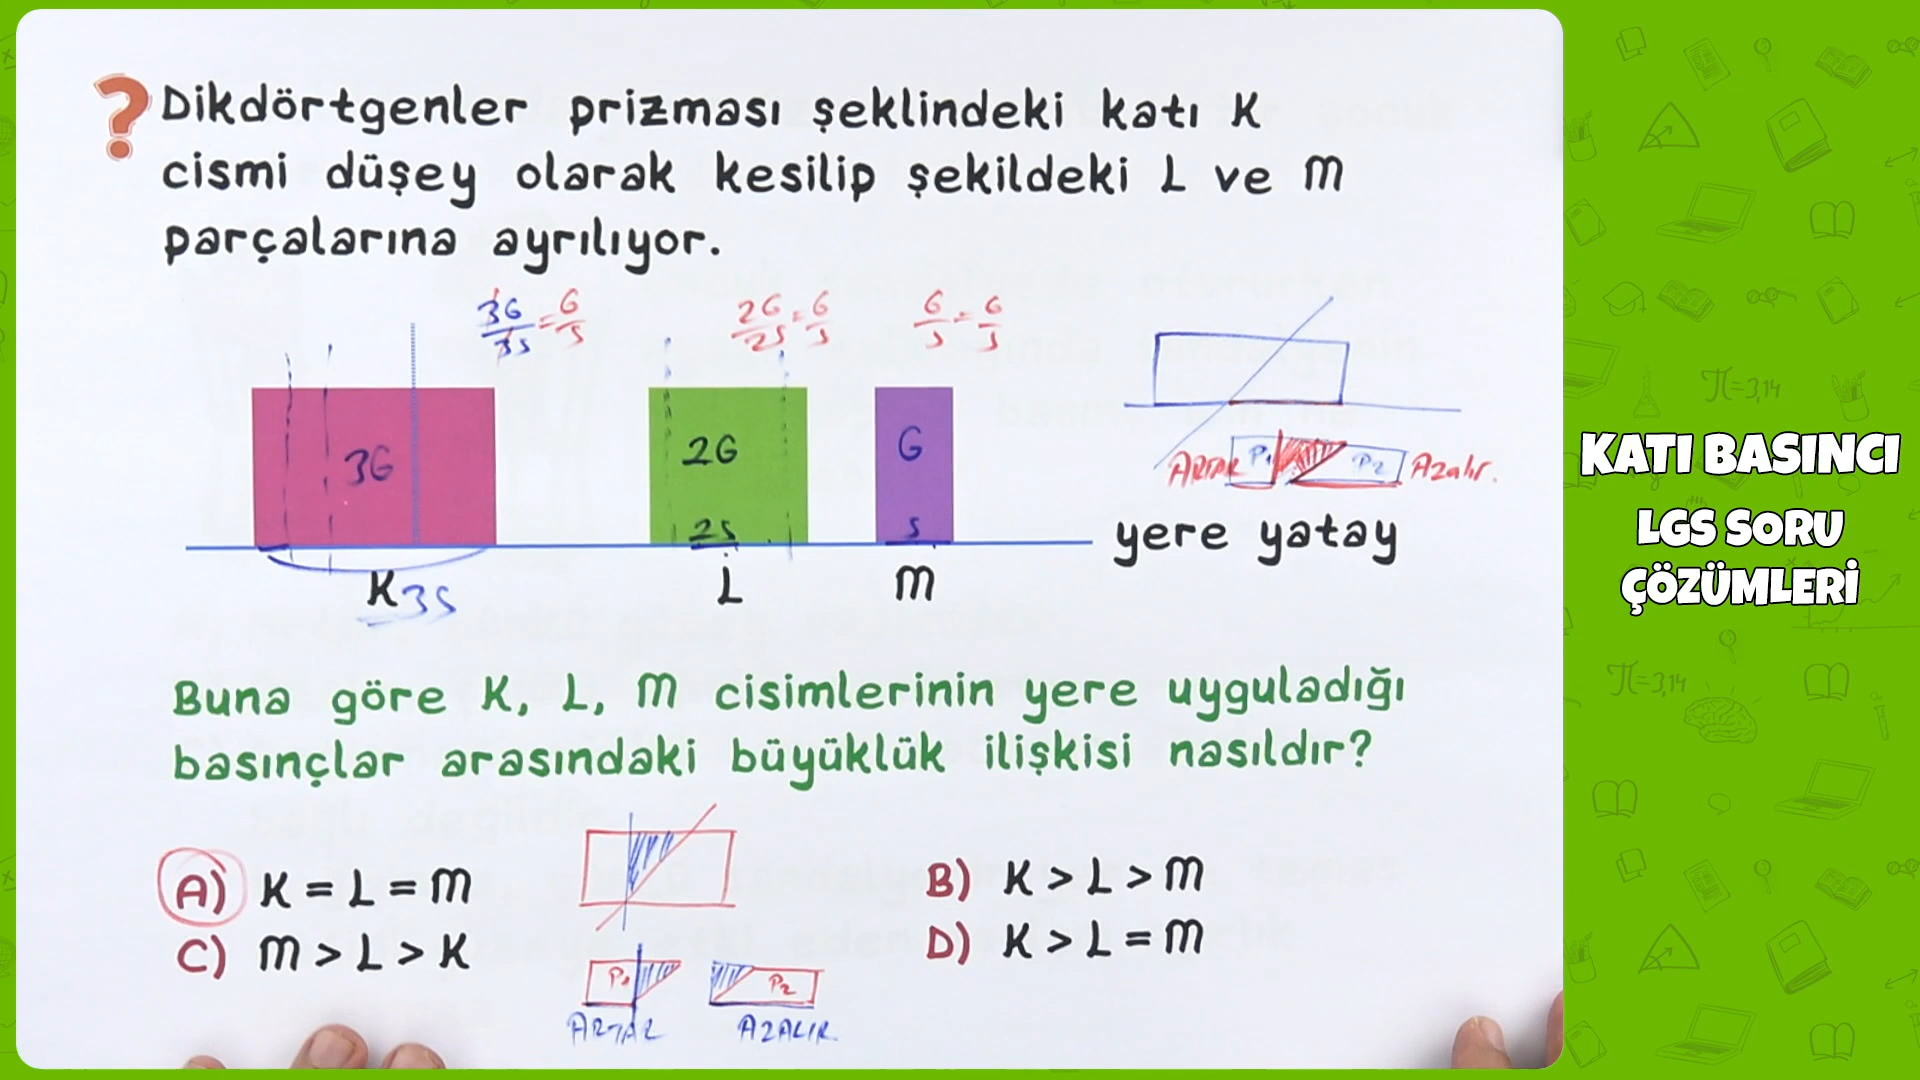 Dikdörtgenler prizması şeklindeki katı K
cismi düşey olarak kesilip şekildeki L ve M
parçalarına ayrılıyor.
3G/3S = G/S
2G/2S = G/S
G/S = G/S
3G
2G
G
2S
S
K 3S
L
M
ARTAR P1 P2 Azalır.
yere yatay
Buna göre K, L, M cisimlerinin yere uyguladığı
basınçlar arasındaki büyüklük ilişkisi nasıldır?
A) K = L = M
B) K > L > M
C) M > L > K
D) K > L = M
P1 P2
ARTAR AZALIR
KATI BASINCI
LGS SORU
ÇÖZÜMLERİ
π=3,14
π=3,14